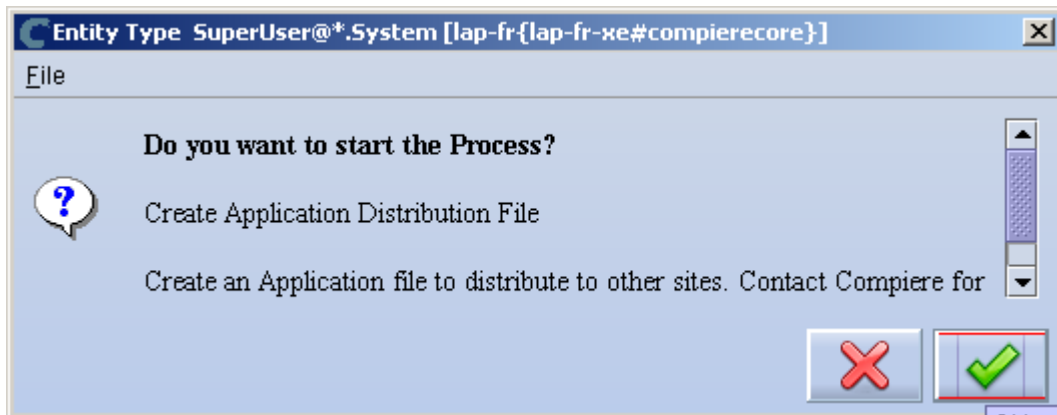 Entity Type SuperUser@*.System [lap-fr{lap-fr-xe#compierecore}]
File
Do you want to start the Process?
Create Application Distribution File
Create an Application file to distribute to other sites. Contact Compiere for